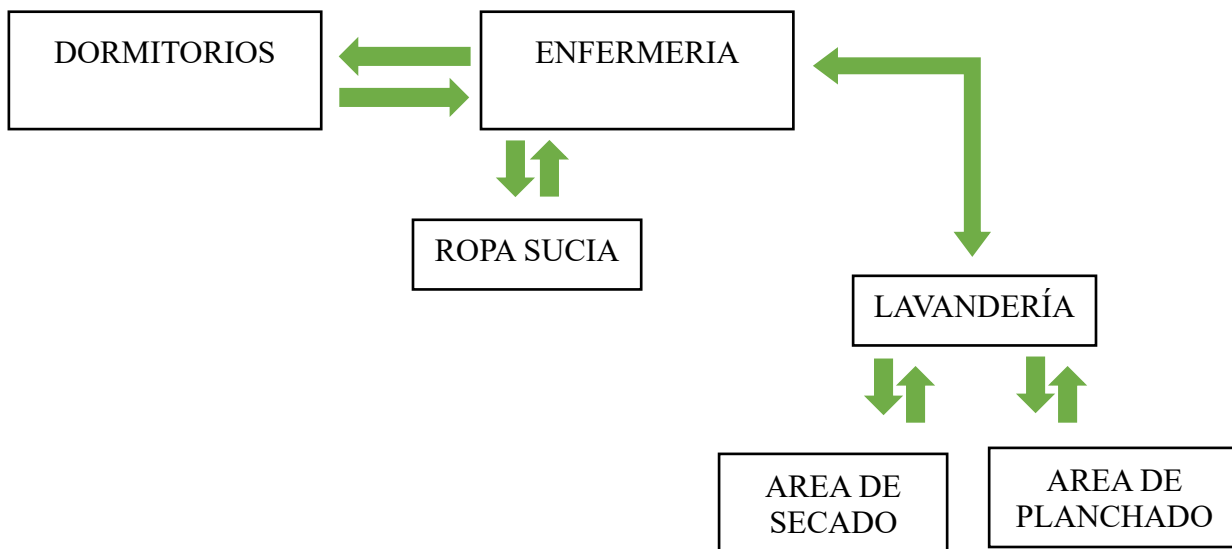 DORMITORIOS
ENFERMERIA
ROPA SUCIA
LAVANDERÍA
AREA DE
SECADO
AREA DE
PLANCHADO